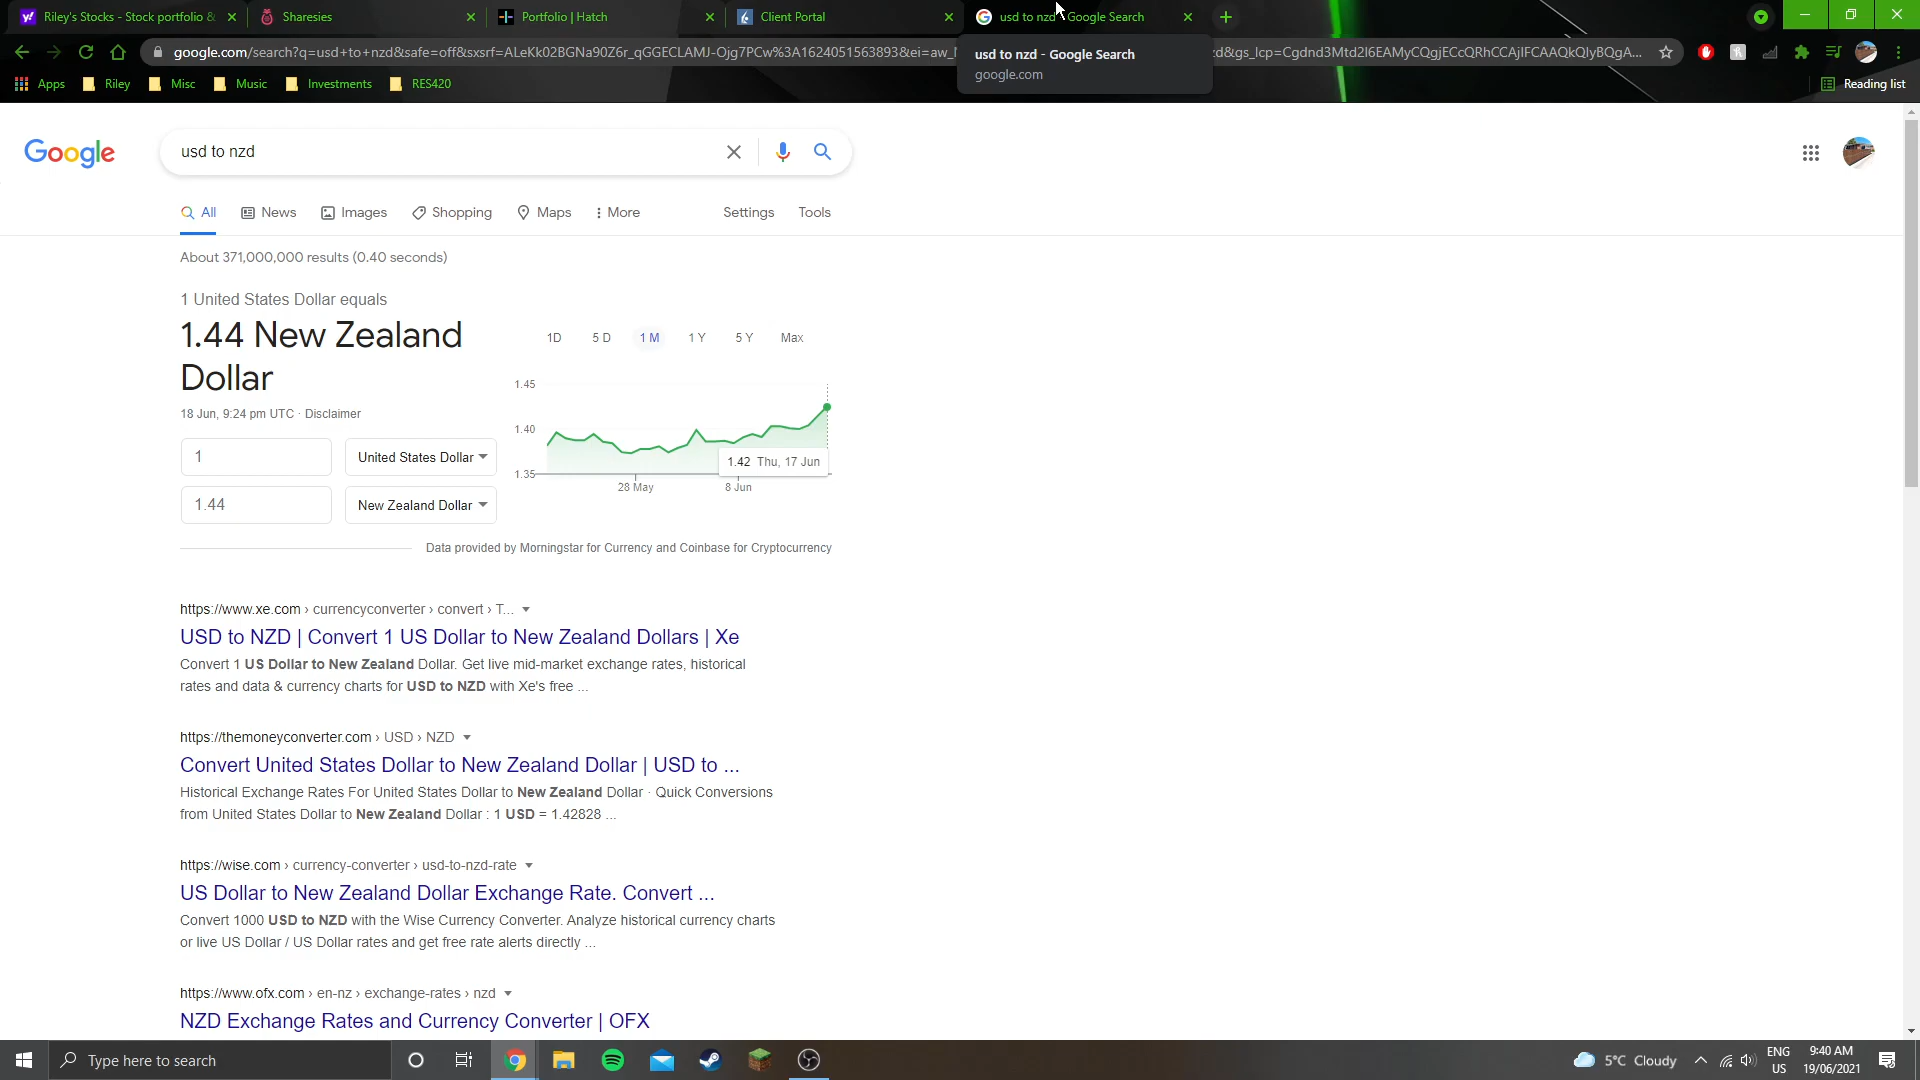 Riley's Stocks - Stock portfolio &
Sharesies
Portfolio | Hatch
Client Portal
usd to nzd - Google Search
google.com/search?q=usd+to+nzd&safe=off&sxsrf=ALeKk02BGNa90Z6r_qGGECLAMJ-Ojg7PCw%3A1624051563893&ei=aw_
zd&gs_lcp=Cgdnd3Mtd2l6EAMyCQgjECcQRhCCAjIFCAAQkQIyBQgA...
usd to nzd - Google Search
google.com
Apps
Riley
Misc
Music
Investments
RES420
Reading list
Google
usd to nzd
All
News
Images
Shopping
Maps
More
Settings
Tools
About 371,000,000 results (0.40 seconds)
1 United States Dollar equals
1.44 New Zealand
Dollar
18 Jun, 9:24 pm UTC · Disclaimer
1
United States Dollar
1.44
New Zealand Dollar
1D
5 D
1 M
1 Y
5 Y
Max
1.45
1.40
1.35
1.42 Thu, 17 Jun
28 May
8 Jun
Data provided by Morningstar for Currency and Coinbase for Cryptocurrency
https://www.xe.com › currencyconverter › convert › T...
USD to NZD | Convert 1 US Dollar to New Zealand Dollars | Xe
Convert 1 US Dollar to New Zealand Dollar. Get live mid-market exchange rates, historical
rates and data & currency charts for USD to NZD with Xe's free ...
https://themoneyconverter.com › USD › NZD
Convert United States Dollar to New Zealand Dollar | USD to ...
Historical Exchange Rates For United States Dollar to New Zealand Dollar · Quick Conversions
from United States Dollar to New Zealand Dollar : 1 USD = 1.42828 ...
https://wise.com › currency-converter › usd-to-nzd-rate
US Dollar to New Zealand Dollar Exchange Rate. Convert ...
Convert 1000 USD to NZD with the Wise Currency Converter. Analyze historical currency charts
or live US Dollar / US Dollar rates and get free rate alerts directly ...
https://www.ofx.com › en-nz › exchange-rates › nzd
NZD Exchange Rates and Currency Converter | OFX
Type here to search
5°C Cloudy
ENG
US
9:40 AM
19/06/2021